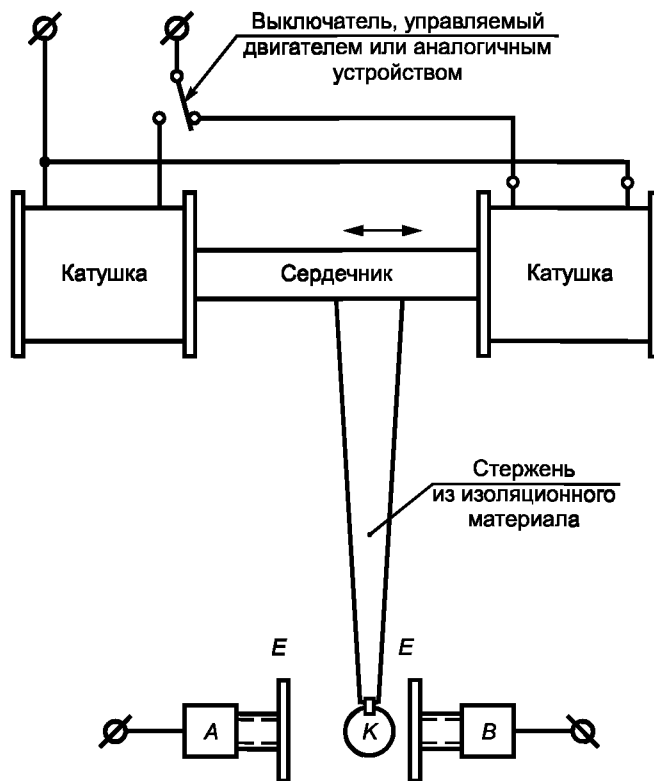 Выключатель, управляемый
двигателем или аналогичным
устройством
Катушка
Сердечник
Катушка
Стержень
из изоляционного
материала
E
E
A
K
B